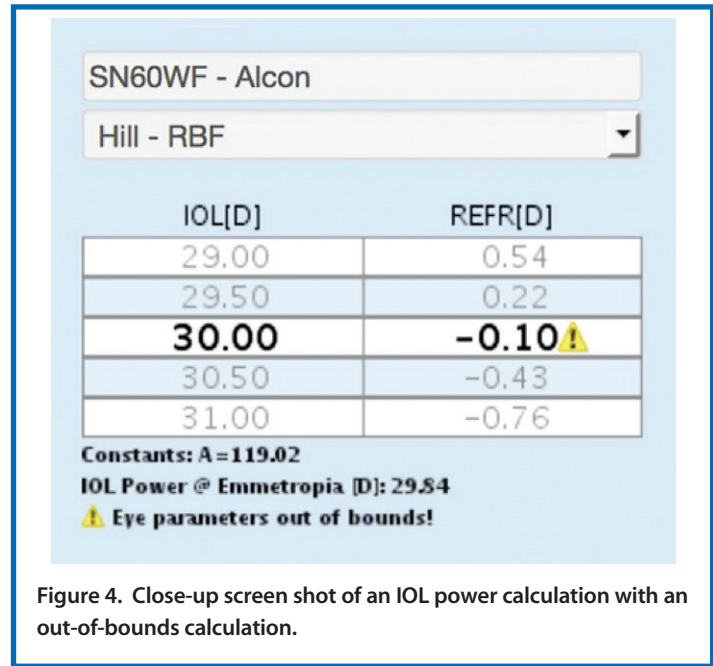 SN60WF - Alcon
Hill - RBF
IOL[D] REFR[D]
29.00 0.54
29.50 0.22
30.00 -0.10
30.50 -0.43
31.00 -0.76
Constants: A=119.02
IOL Power @ Emmetropia [D]: 29.84
Eye parameters out of bounds!
Figure 4. Close-up screen shot of an IOL power calculation with an
out-of-bounds calculation.